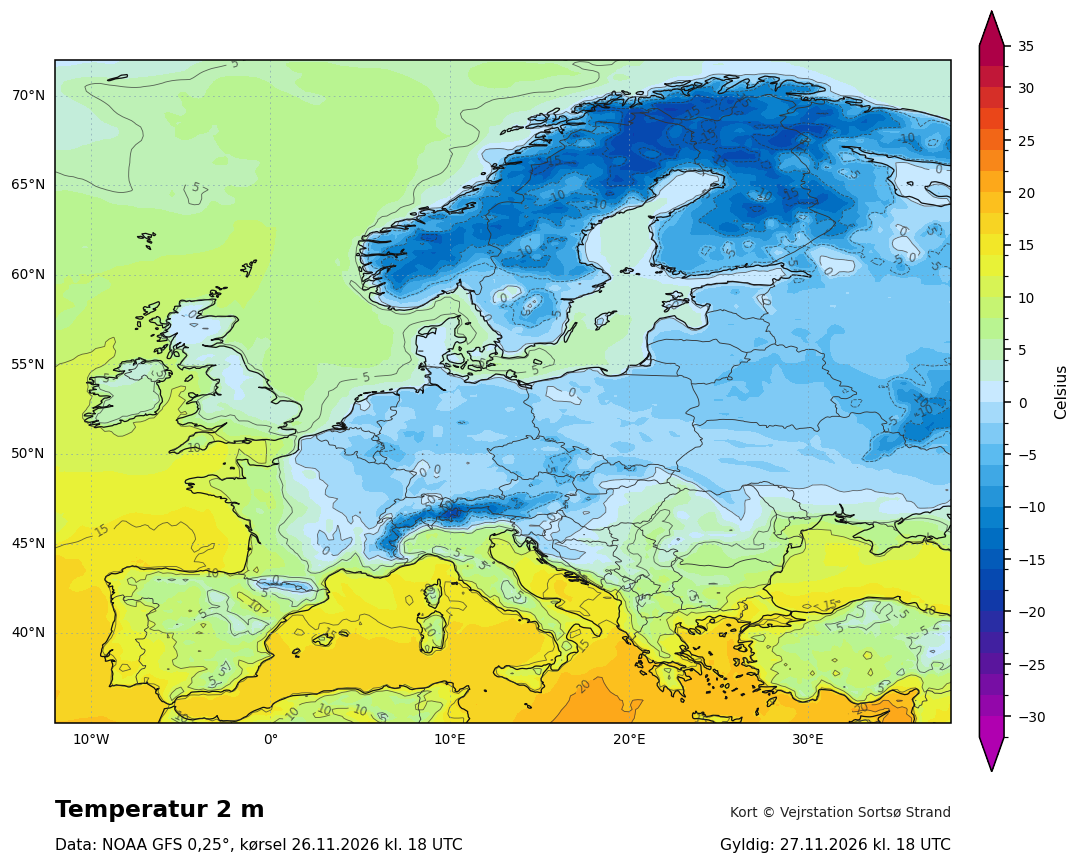 35
30
25
20
15
10
5
0
−5
−10
−15
−20
−25
−30
Celsius
70°N
65°N
60°N
55°N
50°N
45°N
40°N
10°W
0°
10°E
20°E
30°E
Temperatur 2 m
Kort © Vejrstation Sortsø Strand
Data: NOAA GFS 0,25°, kørsel 26.11.2026 kl. 18 UTC
Gyldig: 27.11.2026 kl. 18 UTC